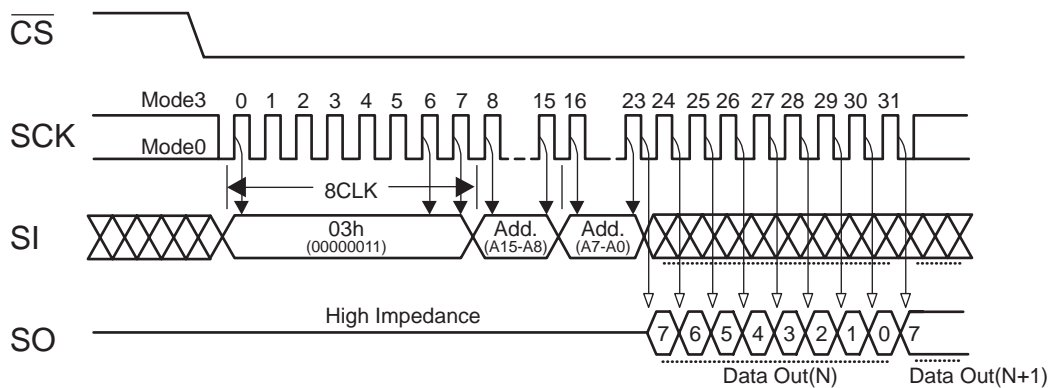 CS
Mode3 0 1 2 3 4 5 6 7 8 15 16 23 24 25 26 27 28 29 30 31
SCK
Mode0
8CLK
SI
03h Add. Add.
(00000011) (A15-A8) (A7-A0)
High Impedance
SO
7 6 5 4 3 2 1 0 7
Data Out(N) Data Out(N+1)